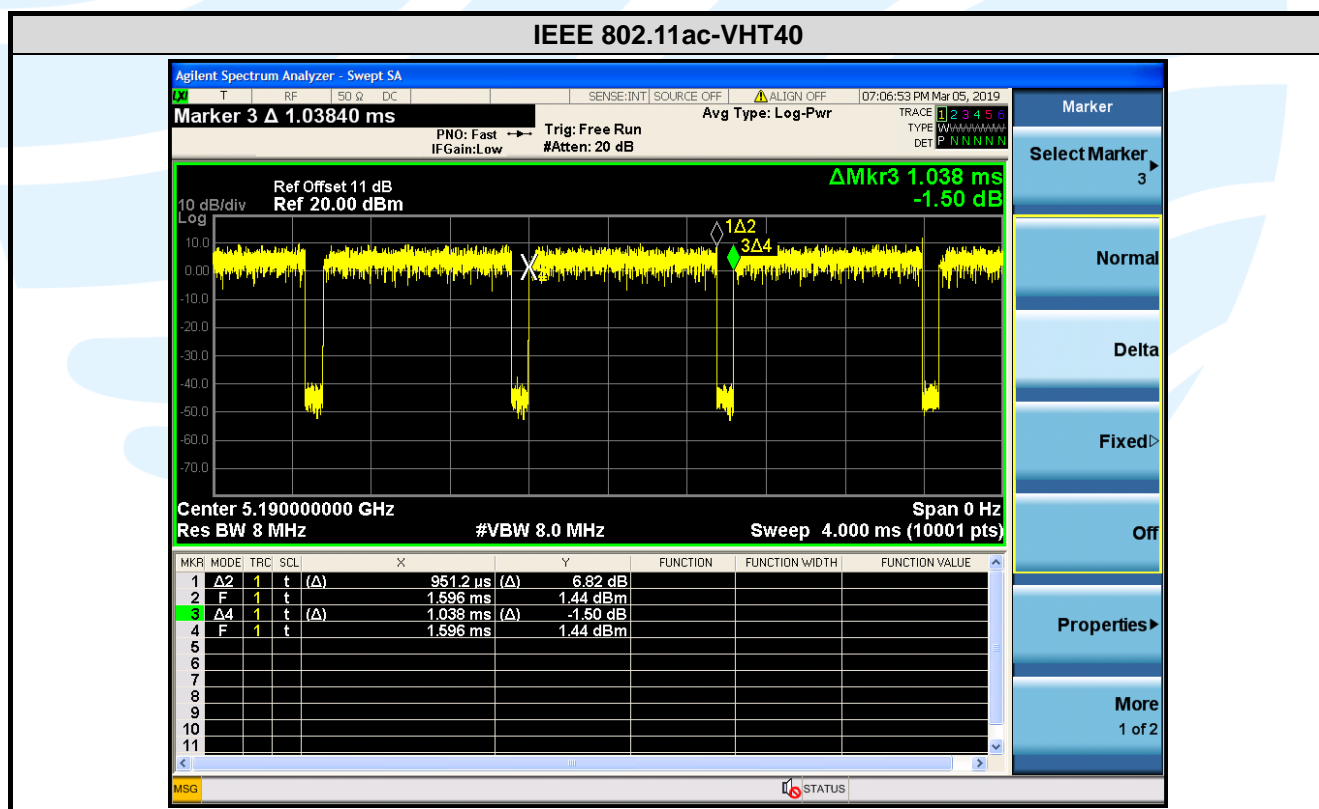 IEEE 802.11ac-VHT40
Agilent Spectrum Analyzer - Swept SA
LXI T RF 50 Ω DC SENSE:INT SOURCE OFF ALIGN OFF 07:06:53 PM Mar 05, 2019
Marker 3 Δ 1.03840 ms
PNO: Fast
IFGain:Low
Trig: Free Run
#Atten: 20 dB
Avg Type: Log-Pwr
TRACE 1 2 3 4 5 6
TYPE WWWWWW
DET P N N N N N
ΔMkr3 1.038 ms
-1.50 dB
Ref Offset 11 dB
10 dB/div Ref 20.00 dBm
Log
10.0
0.00
-10.0
-20.0
-30.0
-40.0
-50.0
-60.0
-70.0
1Δ2
3Δ4
Center 5.190000000 GHz Span 0 Hz
Res BW 8 MHz #VBW 8.0 MHz Sweep 4.000 ms (10001 pts)
MKR MODE TRC SCL X Y FUNCTION FUNCTION WIDTH FUNCTION VALUE
1 Δ2 1 t (Δ) 951.2 µs (Δ) 6.82 dB
2 F 1 t 1.596 ms 1.44 dBm
3 Δ4 1 t (Δ) 1.038 ms (Δ) -1.50 dB
4 F 1 t 1.596 ms 1.44 dBm
5
6
7
8
9
10
11
MSG STATUS
Marker
Select Marker
3
Normal
Delta
Fixed
Off
Properties
More
1 of 2